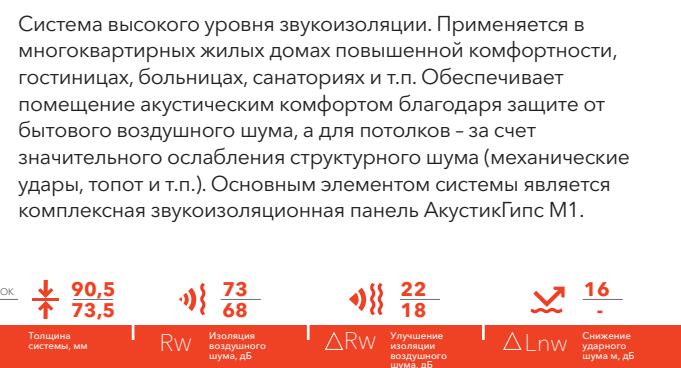 Система высокого уровня звукоизоляции. Применяется в
многоквартирных жилых домах повышенной комфортности,
гостиницах, больницах, санаториях и т.п. Обеспечивает
помещение акустическим комфортом благодаря защите от
бытового воздушного шума, а для потолков – за счет
значительного ослабления структурного шума (механические
удары, топот и т.п.). Основным элементом системы является
комплексная звукоизоляционная панель АкустикГипс М1.
ок 90,5 73 22 16
73,5 68 18 -
Толщина
системы, мм
Rw Изоляция
воздушного
шума, дБ
△Rw Улучшение
изоляции
воздушного
шума, дБ
△Lnw Снижение
ударного
шума м, дБ